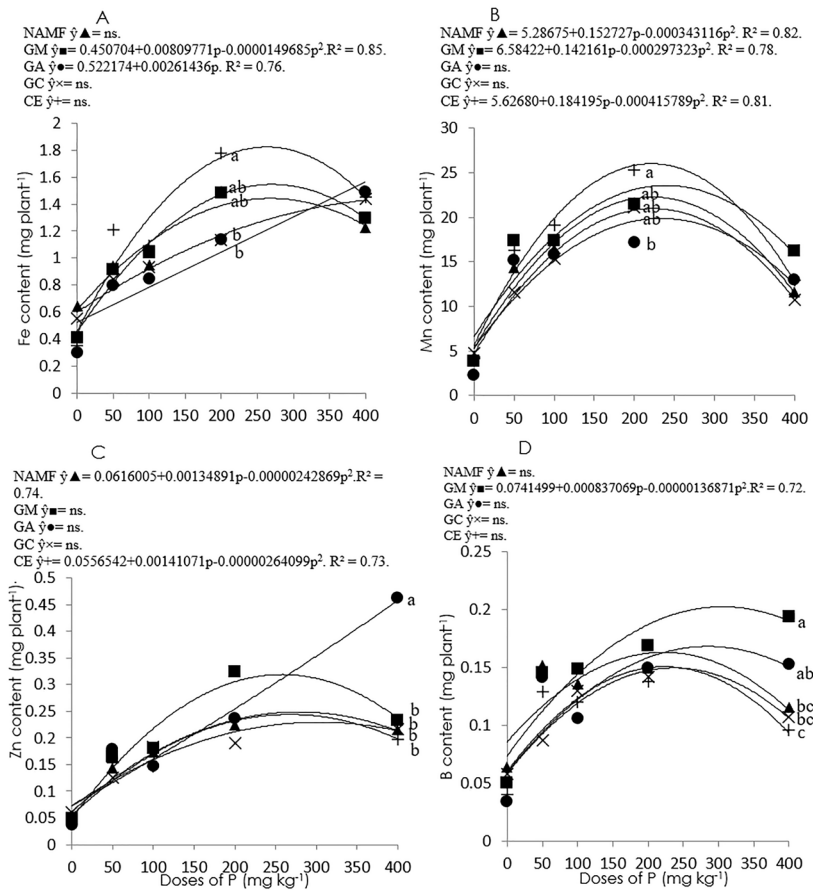 A
NAMF ŷ▲= ns.
GM ŷ■= 0.450704+0.00809771p-0.0000149685p².R² = 0.85.
GA ŷ●= 0.522174+0.00261436p. R² = 0.76.
GC ŷ×= ns.
CE ŷ+= ns.
Fe content (mg plant⁻¹)
2
1.8
1.6
1.4
1.2
1
0.8
0.6
0.4
0.2
0
a
ab
ab
b
b
0 50 100 150 200 250 300 350 400
B
NAMF ŷ▲= 5.28675+0.152727p-0.000343116p². R² = 0.82.
GM ŷ■= 6.58422+0.142161p-0.000297323p². R² = 0.78.
GA ŷ●= ns.
GC ŷ×= ns.
CE ŷ+= 5.62680+0.184195p-0.000415789p². R² = 0.81.
Mn content (mg plant⁻¹)
30
25
20
15
10
5
0
a
ab
ab
ab
b
0 50 100 150 200 250 300 350 400
C
NAMF ŷ▲= 0.0616005+0.00134891p-0.00000242869p².R² =
0.74.
GM ŷ■= ns.
GA ŷ●= ns.
GC ŷ×= ns.
CE ŷ+= 0.0556542+0.00141071p-0.00000264099p². R² = 0.73.
Zn content (mg plant⁻¹)·
0.5
0.45
0.4
0.35
0.3
0.25
0.2
0.15
0.1
0.05
0
a
b
b
b
b
0 50 100 150 200 250 300 350 400
Doses of P (mg kg⁻¹)
D
NAMF ŷ▲= ns.
GM ŷ■= 0.0741499+0.000837069p-0.00000136871p².R² = 0.72.
GA ŷ●= ns.
GC ŷ×= ns.
CE ŷ+= ns.
B content (mg plant⁻¹)
0.25
0.2
0.15
0.1
0.05
0
a
ab
bc
bc
c
0 50 100 150 200 250 300 350 400
Doses of P (mg kg⁻¹)